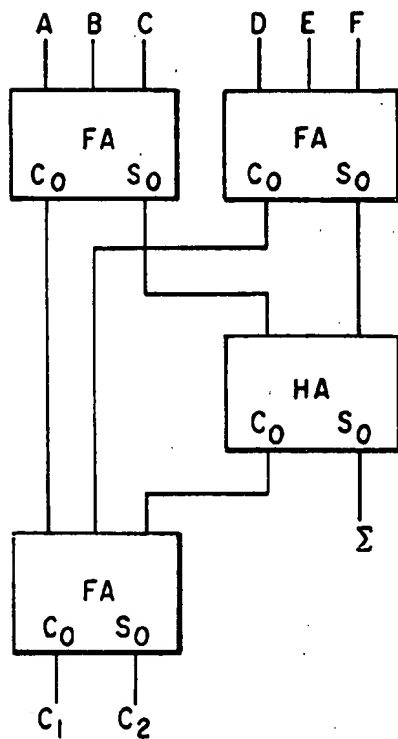 A B C D E F
FA FA
C0 S0 C0 S0
HA
C0 S0
Σ
FA
C0 S0
C1 C2